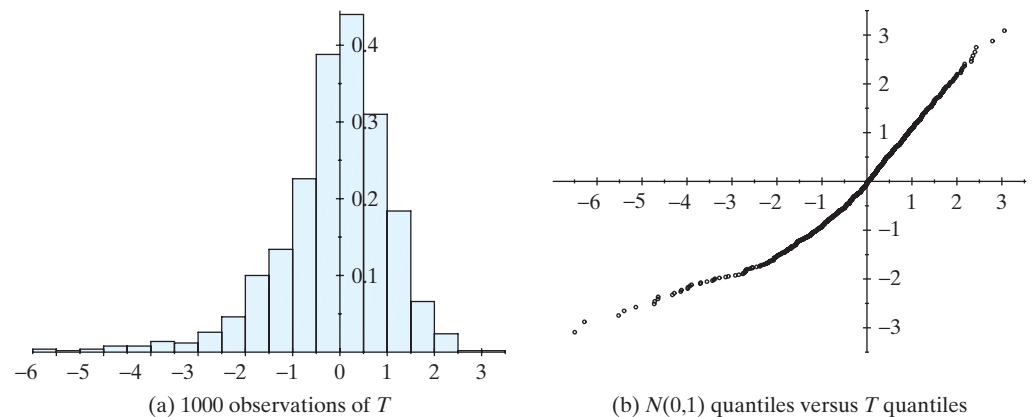 0.4
0.3
0.2
0.1
−6 −5 −4 −3 −2 −1 0 1 2 3
(a) 1000 observations of T
3
2
1
−6 −5 −4 −3 −2 −1 1 2 3
−1
−2
−3
(b) N(0,1) quantiles versus T quantiles